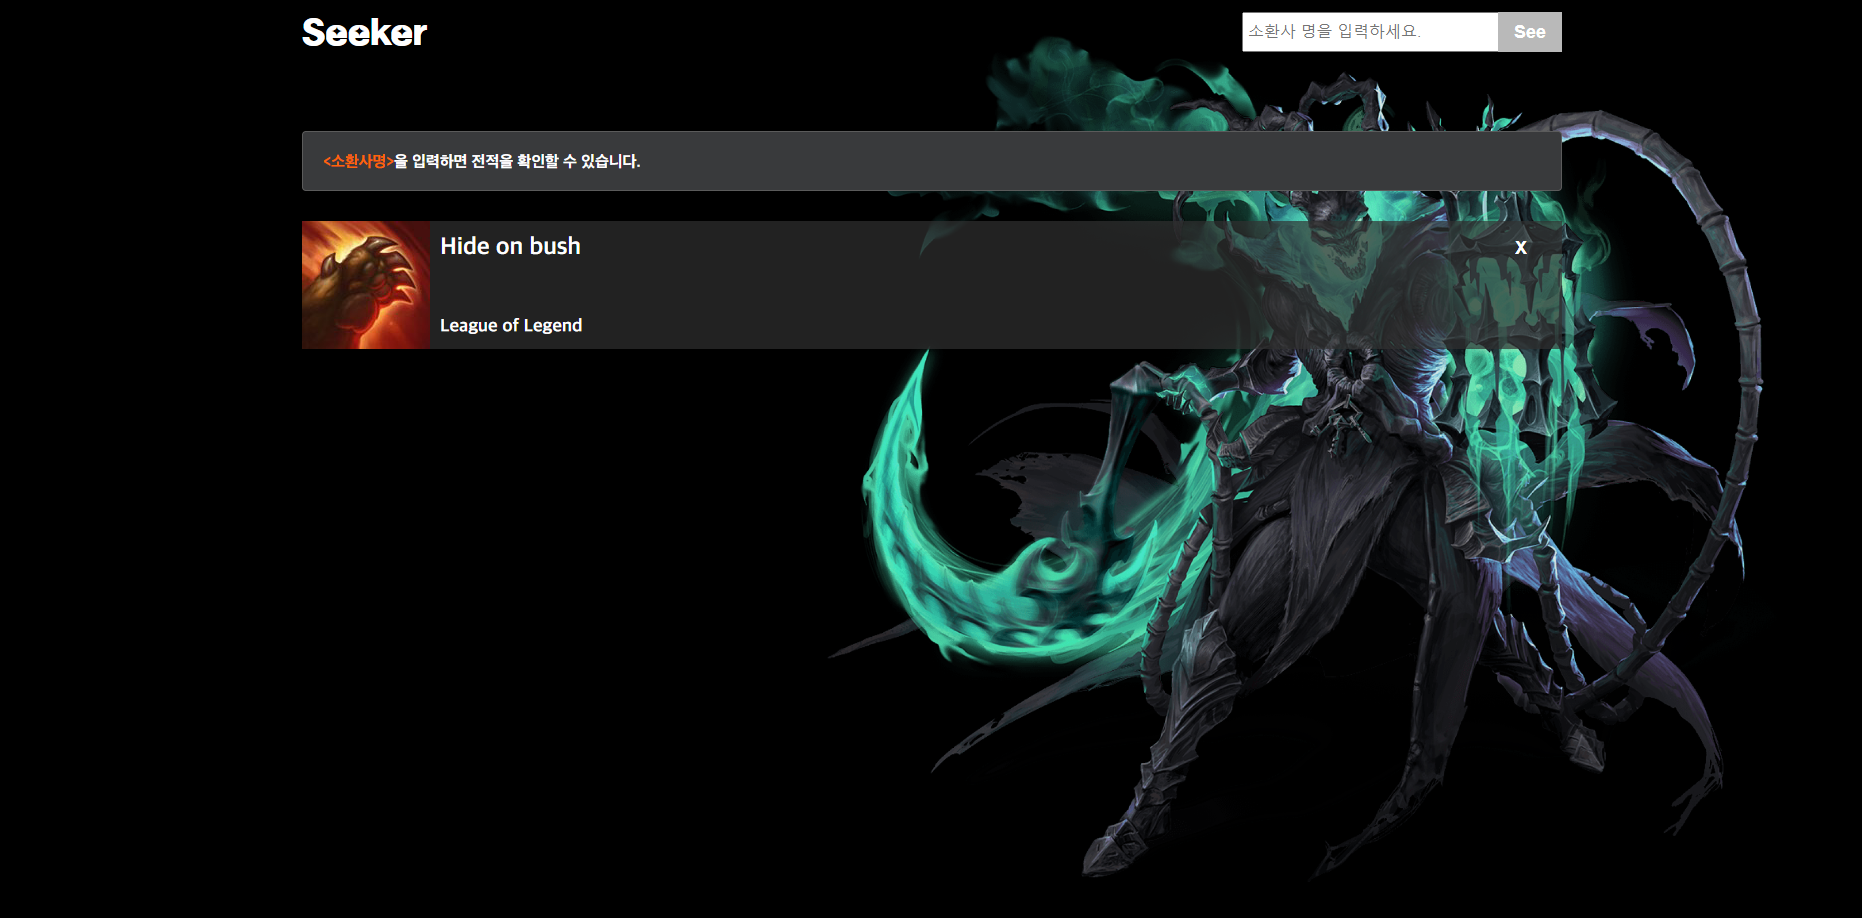 Seeker
소환사 명을 입력하세요.
See
<소환사명>을 입력하면 전적을 확인할 수 있습니다.
Hide on bush
X
League of Legend